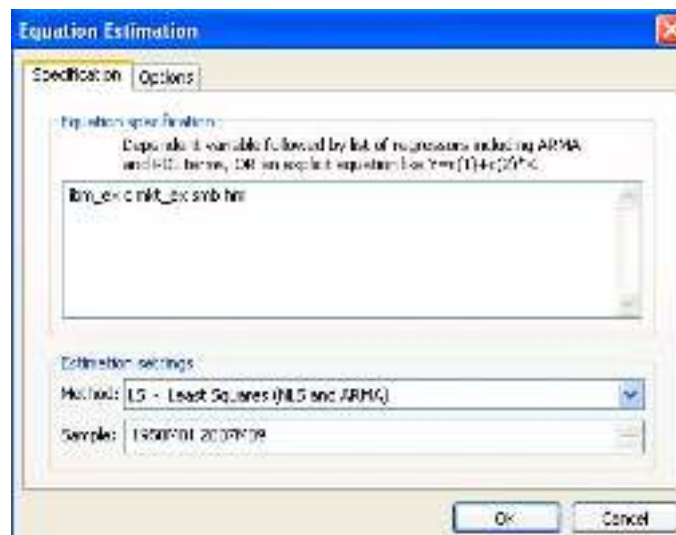 Equation Estimation
Specification Options
Equation specification
Dependent variable followed by list of regressors including ARMA
and PDL terms, OR an explicit equation like Y=c(1)+c(2)*X.
ibm_ex c mkt_ex smb hml
Estimation settings
Method: LS - Least Squares (NLS and ARMA)
Sample: 2007M09
OK Cancel